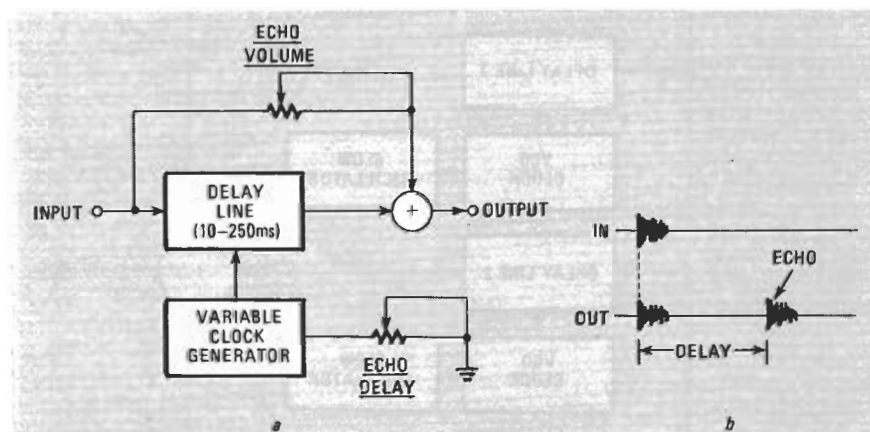 ECHO
VOLUME
INPUT
DELAY
LINE
(10–250ms)
+
OUTPUT
VARIABLE
CLOCK
GENERATOR
ECHO
DELAY
a
IN
ECHO
OUT
DELAY
b